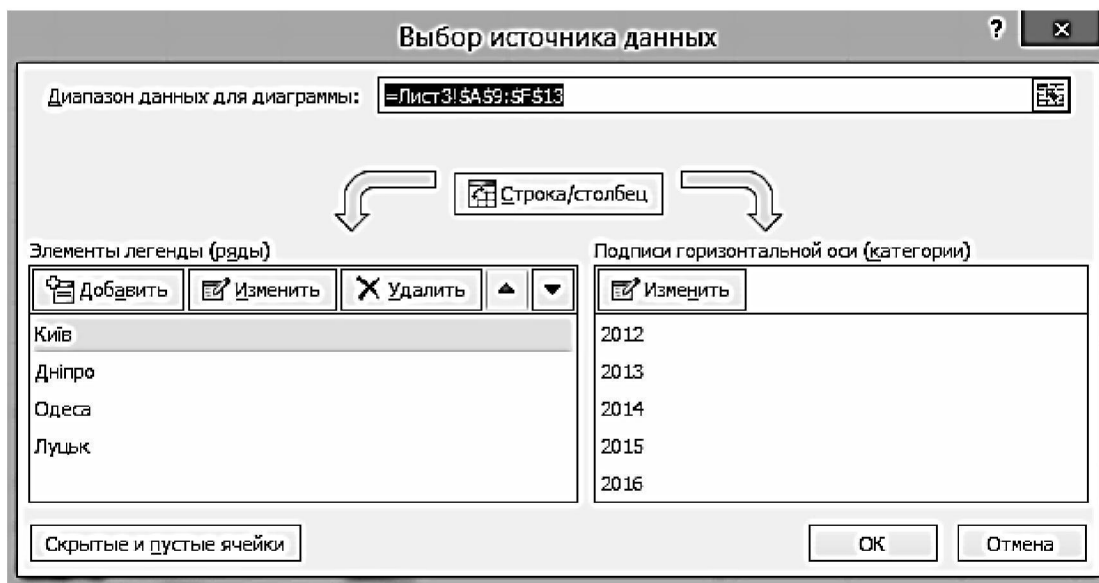 Выбор источника данных ?
Диапазон данных для диаграммы: =Лист3!$A$9:$F$13
Строка/столбец
Элементы легенды (ряды)
Добавить Изменить Удалить
Київ
Дніпро
Одеса
Луцьк
Подписи горизонтальной оси (категории)
Изменить
2012
2013
2014
2015
2016
Скрытые и пустые ячейки
ОК Отмена